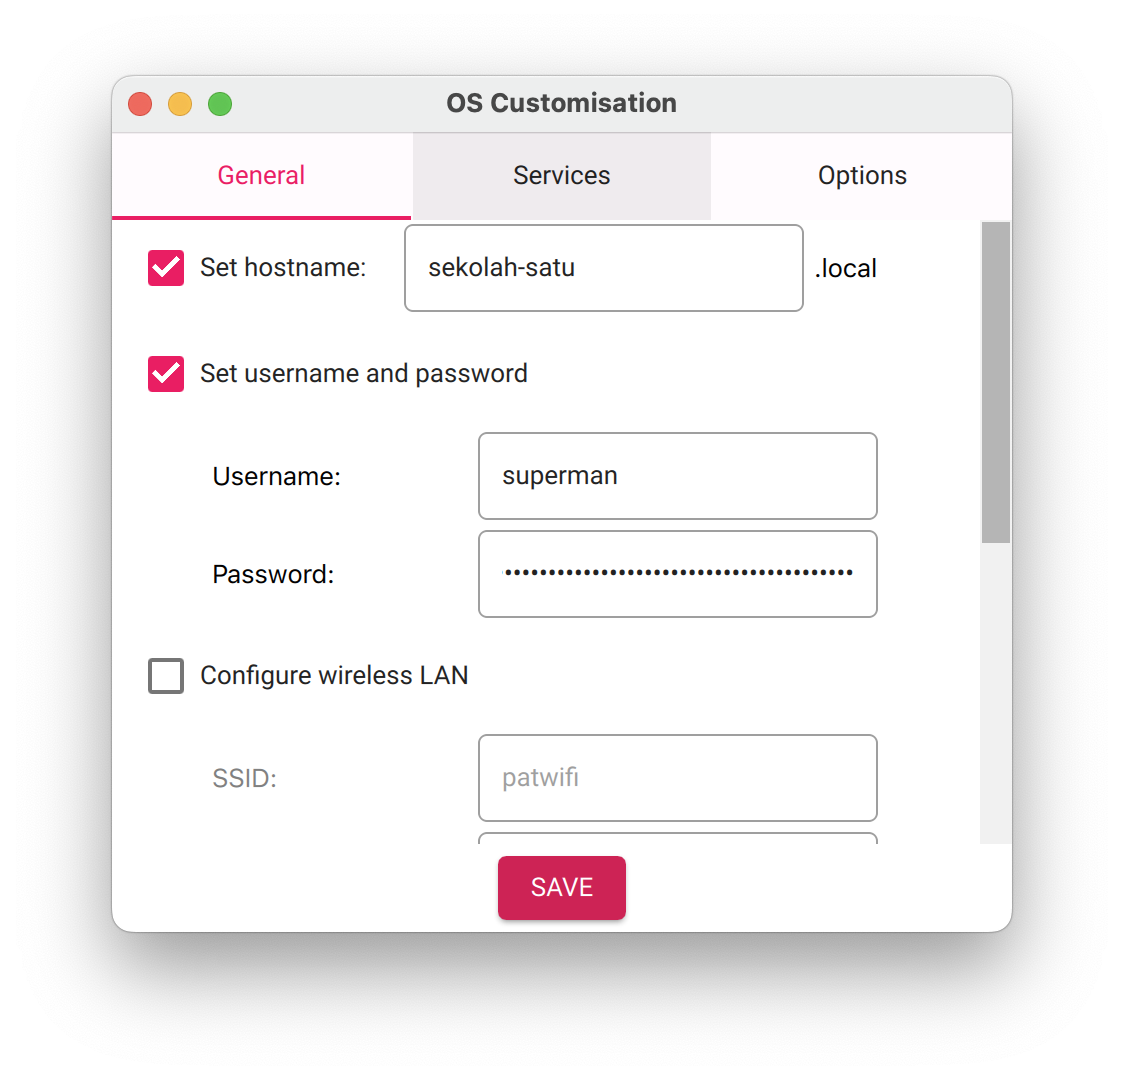 OS Customisation
General Services Options
Set hostname: sekolah-satu .local
Set username and password
Username: superman
Password: ••••••••••••••••••••••••••••••••••••••••
Configure wireless LAN
SSID: patwifi
SAVE